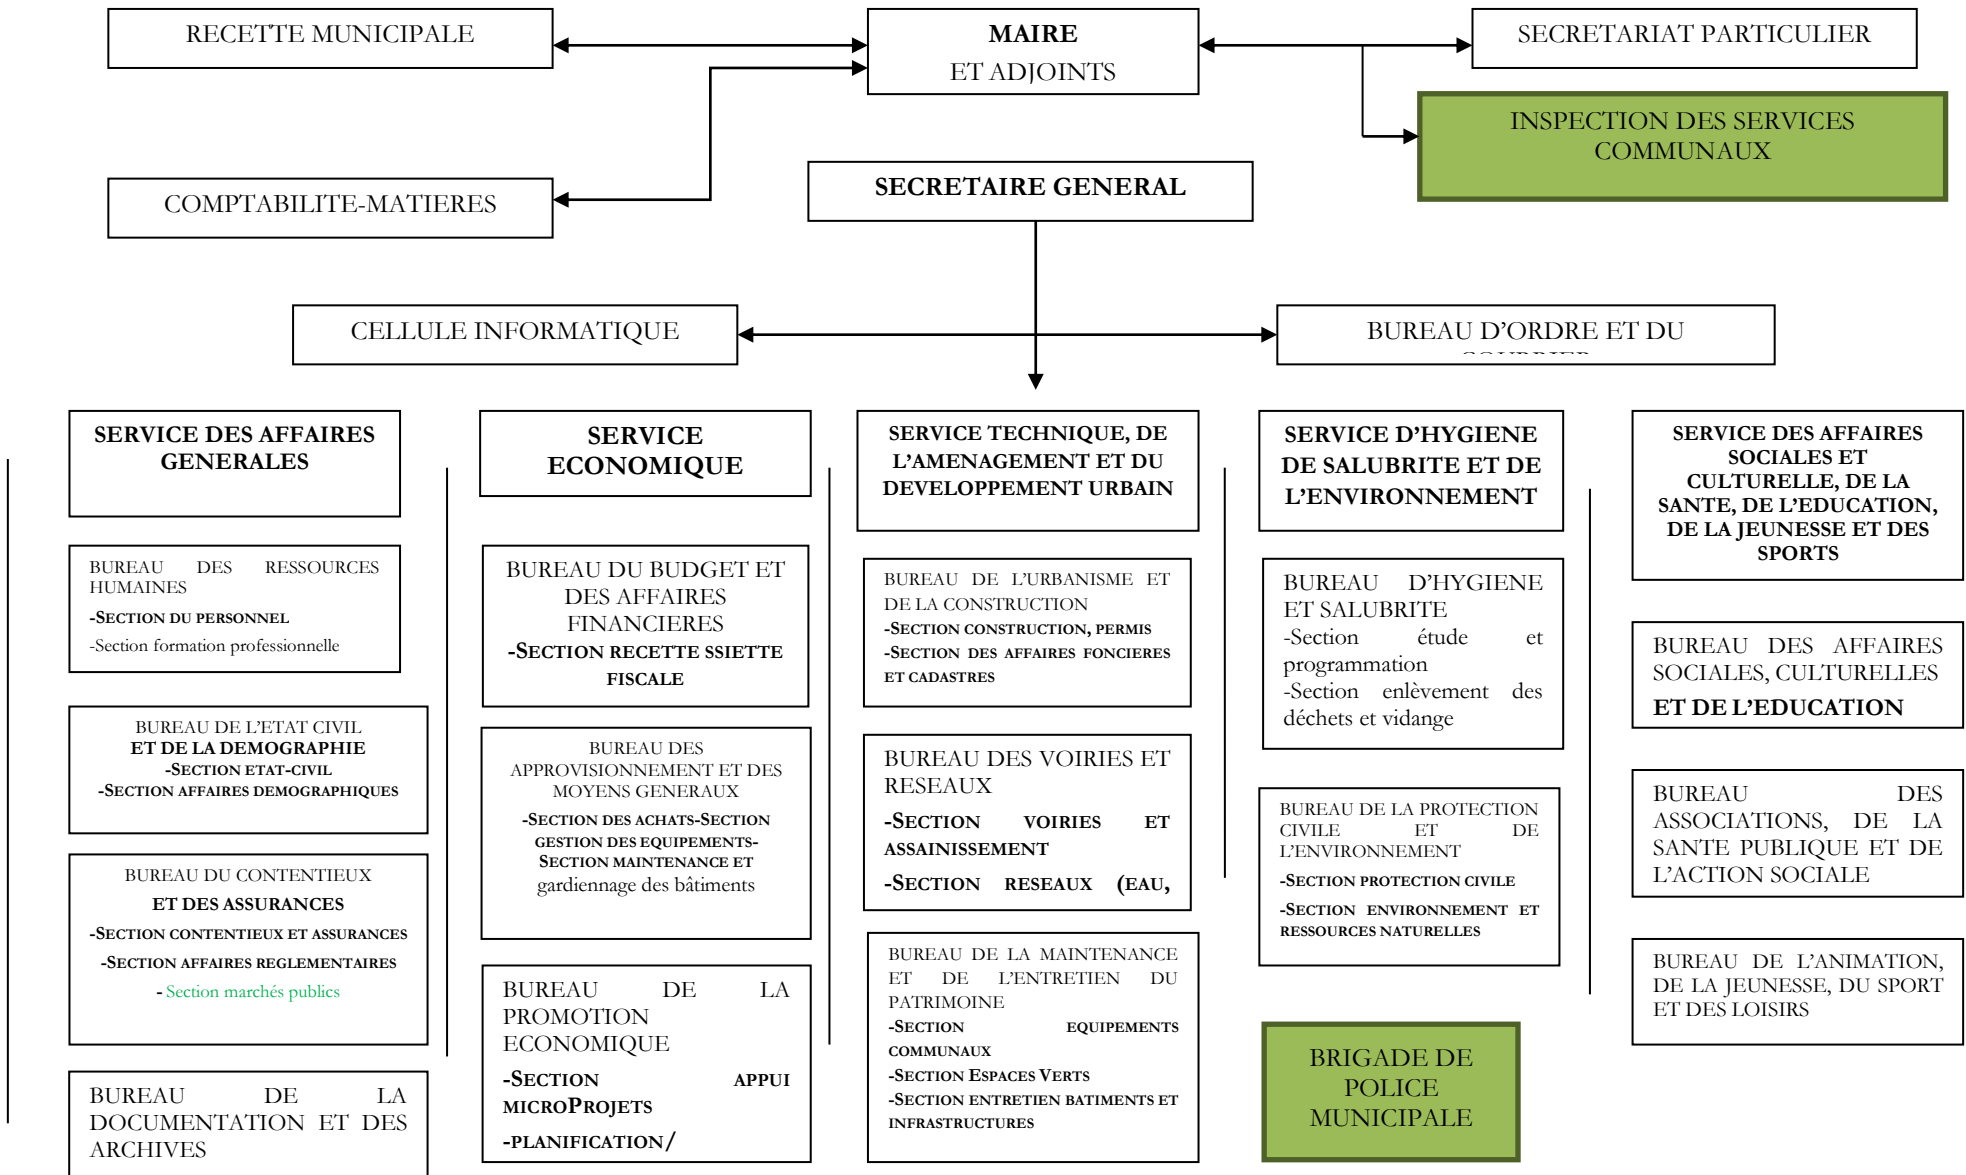 RECETTE MUNICIPALE
MAIRE
ET ADJOINTS
SECRETARIAT PARTICULIER
INSPECTION DES SERVICES
COMMUNAUX
COMPTABILITE-MATIERES
SECRETAIRE GENERAL
CELLULE INFORMATIQUE
BUREAU D’ORDRE ET DU
SERVICE DES AFFAIRES
GENERALES
BUREAU DES RESSOURCES
HUMAINES
-SECTION DU PERSONNEL
-Section formation professionnelle
BUREAU DE L’ETAT CIVIL
ET DE LA DEMOGRAPHIE
-SECTION ETAT-CIVIL
-SECTION AFFAIRES DEMOGRAPHIQUES
BUREAU DU CONTENTIEUX
ET DES ASSURANCES
-SECTION CONTENTIEUX ET ASSURANCES
-SECTION AFFAIRES REGLEMENTAIRES
- Section marchés publics
BUREAU DE LA
DOCUMENTATION ET DES
ARCHIVES
SERVICE
ECONOMIQUE
BUREAU DU BUDGET ET
DES AFFAIRES
FINANCIERES
-SECTION RECETTE SSIETTE
FISCALE
BUREAU DES
APPROVISIONNEMENT ET DES
MOYENS GENERAUX
-SECTION DES ACHATS-SECTION
GESTION DES EQUIPEMENTS-
SECTION MAINTENANCE ET
gardiennage des bâtiments
BUREAU DE LA
PROMOTION
ECONOMIQUE
-SECTION APPUI
MICROPROJETS
-PLANIFICATION/
SERVICE TECHNIQUE, DE
L’AMENAGEMENT ET DU
DEVELOPPEMENT URBAIN
BUREAU DE L’URBANISME ET
DE LA CONSTRUCTION
-SECTION CONSTRUCTION, PERMIS
-SECTION DES AFFAIRES FONCIERES
ET CADASTRES
BUREAU DES VOIRIES ET
RESEAUX
-SECTION VOIRIES ET
ASSAINISSEMENT
-SECTION RESEAUX (EAU,
BUREAU DE LA MAINTENANCE
ET DE L’ENTRETIEN DU
PATRIMOINE
-SECTION EQUIPEMENTS
COMMUNAUX
-SECTION ESPACES VERTS
-SECTION ENTRETIEN BATIMENTS ET
INFRASTRUCTURES
SERVICE D’HYGIENE
DE SALUBRITE ET DE
L’ENVIRONNEMENT
BUREAU D’HYGIENE
ET SALUBRITE
-Section étude et
programmation
-Section enlèvement des
déchets et vidange
BUREAU DE LA PROTECTION
CIVILE ET DE
L’ENVIRONNEMENT
-SECTION PROTECTION CIVILE
-SECTION ENVIRONNEMENT ET
RESSOURCES NATURELLES
BRIGADE DE
POLICE
MUNICIPALE
SERVICE DES AFFAIRES
SOCIALES ET
CULTURELLE, DE LA
SANTE, DE L’EDUCATION,
DE LA JEUNESSE ET DES
SPORTS
BUREAU DES AFFAIRES
SOCIALES, CULTURELLES
ET DE L’EDUCATION
BUREAU DES
ASSOCIATIONS, DE LA
SANTE PUBLIQUE ET DE
L’ACTION SOCIALE
BUREAU DE L’ANIMATION,
DE LA JEUNESSE, DU SPORT
ET DES LOISIRS